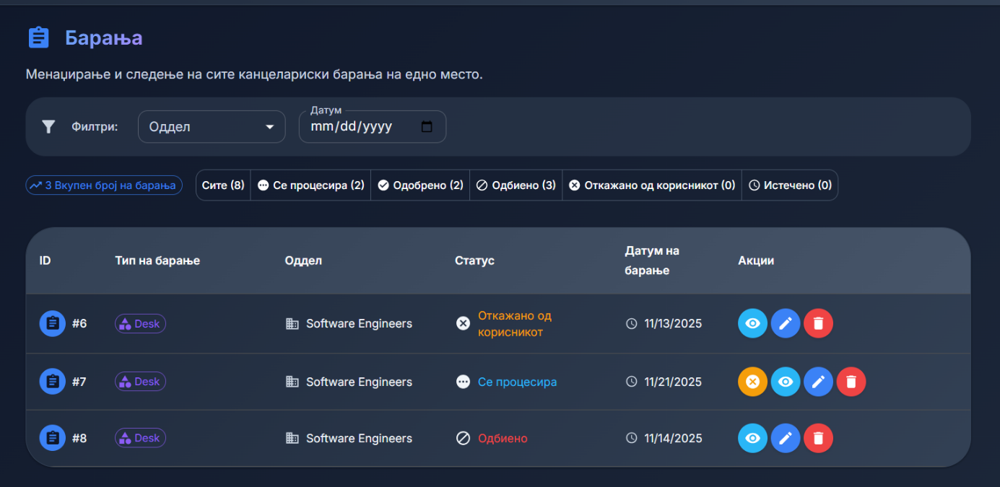 Барања
Менаџирање и следење на сите канцелариски барања на едно место.
Филтри: Оддел Датум mm/dd/yyyy
3 Вкупен број на барања Сите (8) Се процесира (2) Одобрено (2) Одбиено (3) Откажано од корисникот (0) Истечено (0)
ID Тип на барање Оддел Статус Датум на барање Акции
#6 Desk Software Engineers Откажано од корисникот 11/13/2025
#7 Desk Software Engineers Се процесира 11/21/2025
#8 Desk Software Engineers Одбиено 11/14/2025